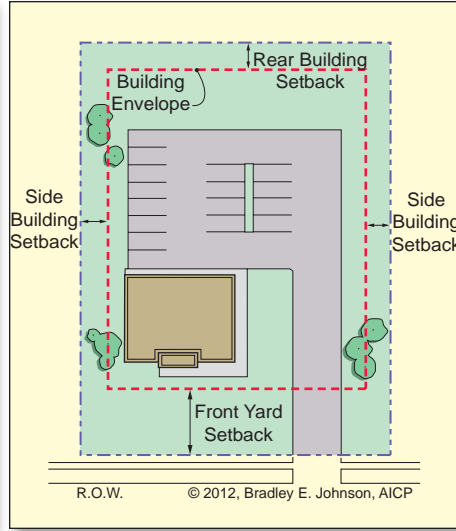 Rear Building
Setback
Building
Envelope
Side
Building
Setback
Side
Building
Setback
Front Yard
Setback
R.O.W.
© 2012, Bradley E. Johnson, AICP